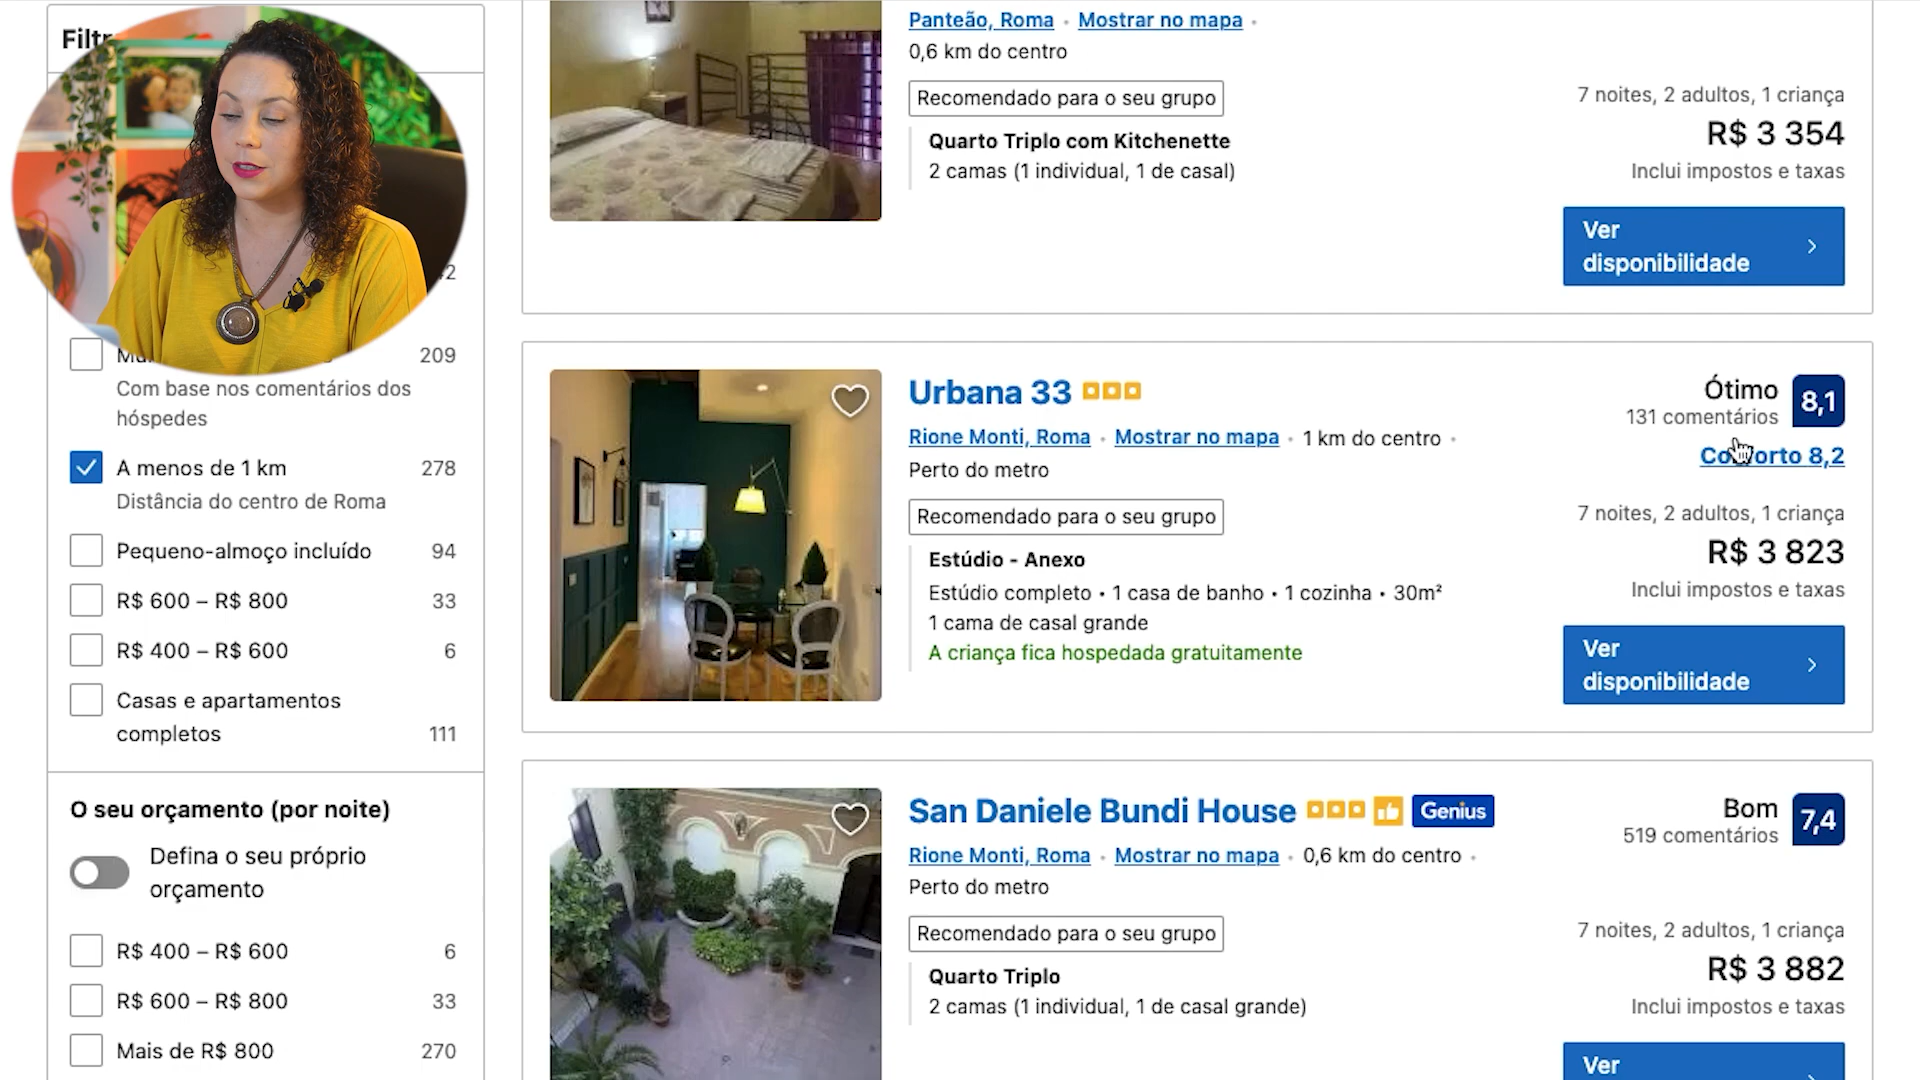 Filtr
2
209
Com base nos comentários dos
hóspedes
A menos de 1 km 278
Distância do centro de Roma
Pequeno-almoço incluído 94
R$ 600 – R$ 800 33
R$ 400 – R$ 600 6
Casas e apartamentos
completos 111
O seu orçamento (por noite)
Defina o seu próprio
orçamento
R$ 400 – R$ 600 6
R$ 600 – R$ 800 33
Mais de R$ 800 270
Panteão, Roma · Mostrar no mapa ·
0,6 km do centro
Recomendado para o seu grupo
Quarto Triplo com Kitchenette
2 camas (1 individual, 1 de casal)
7 noites, 2 adultos, 1 criança
R$ 3 354
Inclui impostos e taxas
Ver
disponibilidade
Urbana 33
Rione Monti, Roma · Mostrar no mapa · 1 km do centro ·
Perto do metro
Recomendado para o seu grupo
Estúdio - Anexo
Estúdio completo • 1 casa de banho • 1 cozinha • 30m²
1 cama de casal grande
A criança fica hospedada gratuitamente
Ótimo 8,1
131 comentários
Conforto 8,2
7 noites, 2 adultos, 1 criança
R$ 3 823
Inclui impostos e taxas
Ver
disponibilidade
San Daniele Bundi House Genius
Rione Monti, Roma · Mostrar no mapa · 0,6 km do centro ·
Perto do metro
Recomendado para o seu grupo
Quarto Triplo
2 camas (1 individual, 1 de casal grande)
Bom 7,4
519 comentários
7 noites, 2 adultos, 1 criança
R$ 3 882
Inclui impostos e taxas
Ver